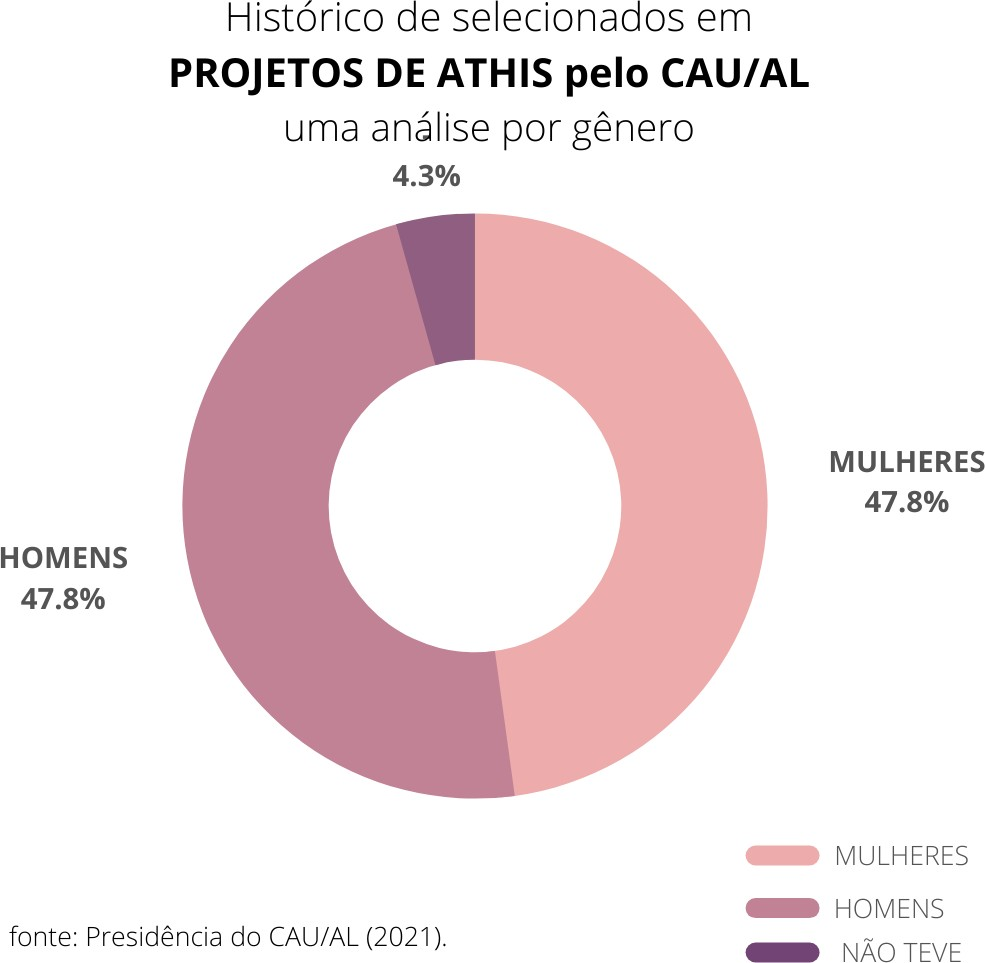 Histórico de selecionados em
PROJETOS DE ATHIS pelo CAU/AL
uma análise por gênero
4.3%
MULHERES
47.8%
HOMENS
47.8%
MULHERES
HOMENS
NÃO TEVE
fonte: Presidência do CAU/AL (2021).